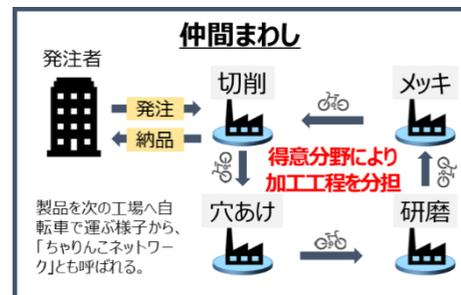 仲間まわし
発注者
切削
メッキ
発注
納品
得意分野により
加工工程を分担
穴あけ
研磨
製品を次の工場へ自
転車で運ぶ様子から、
「ちゃりんこネットワー
ク」とも呼ばれる。